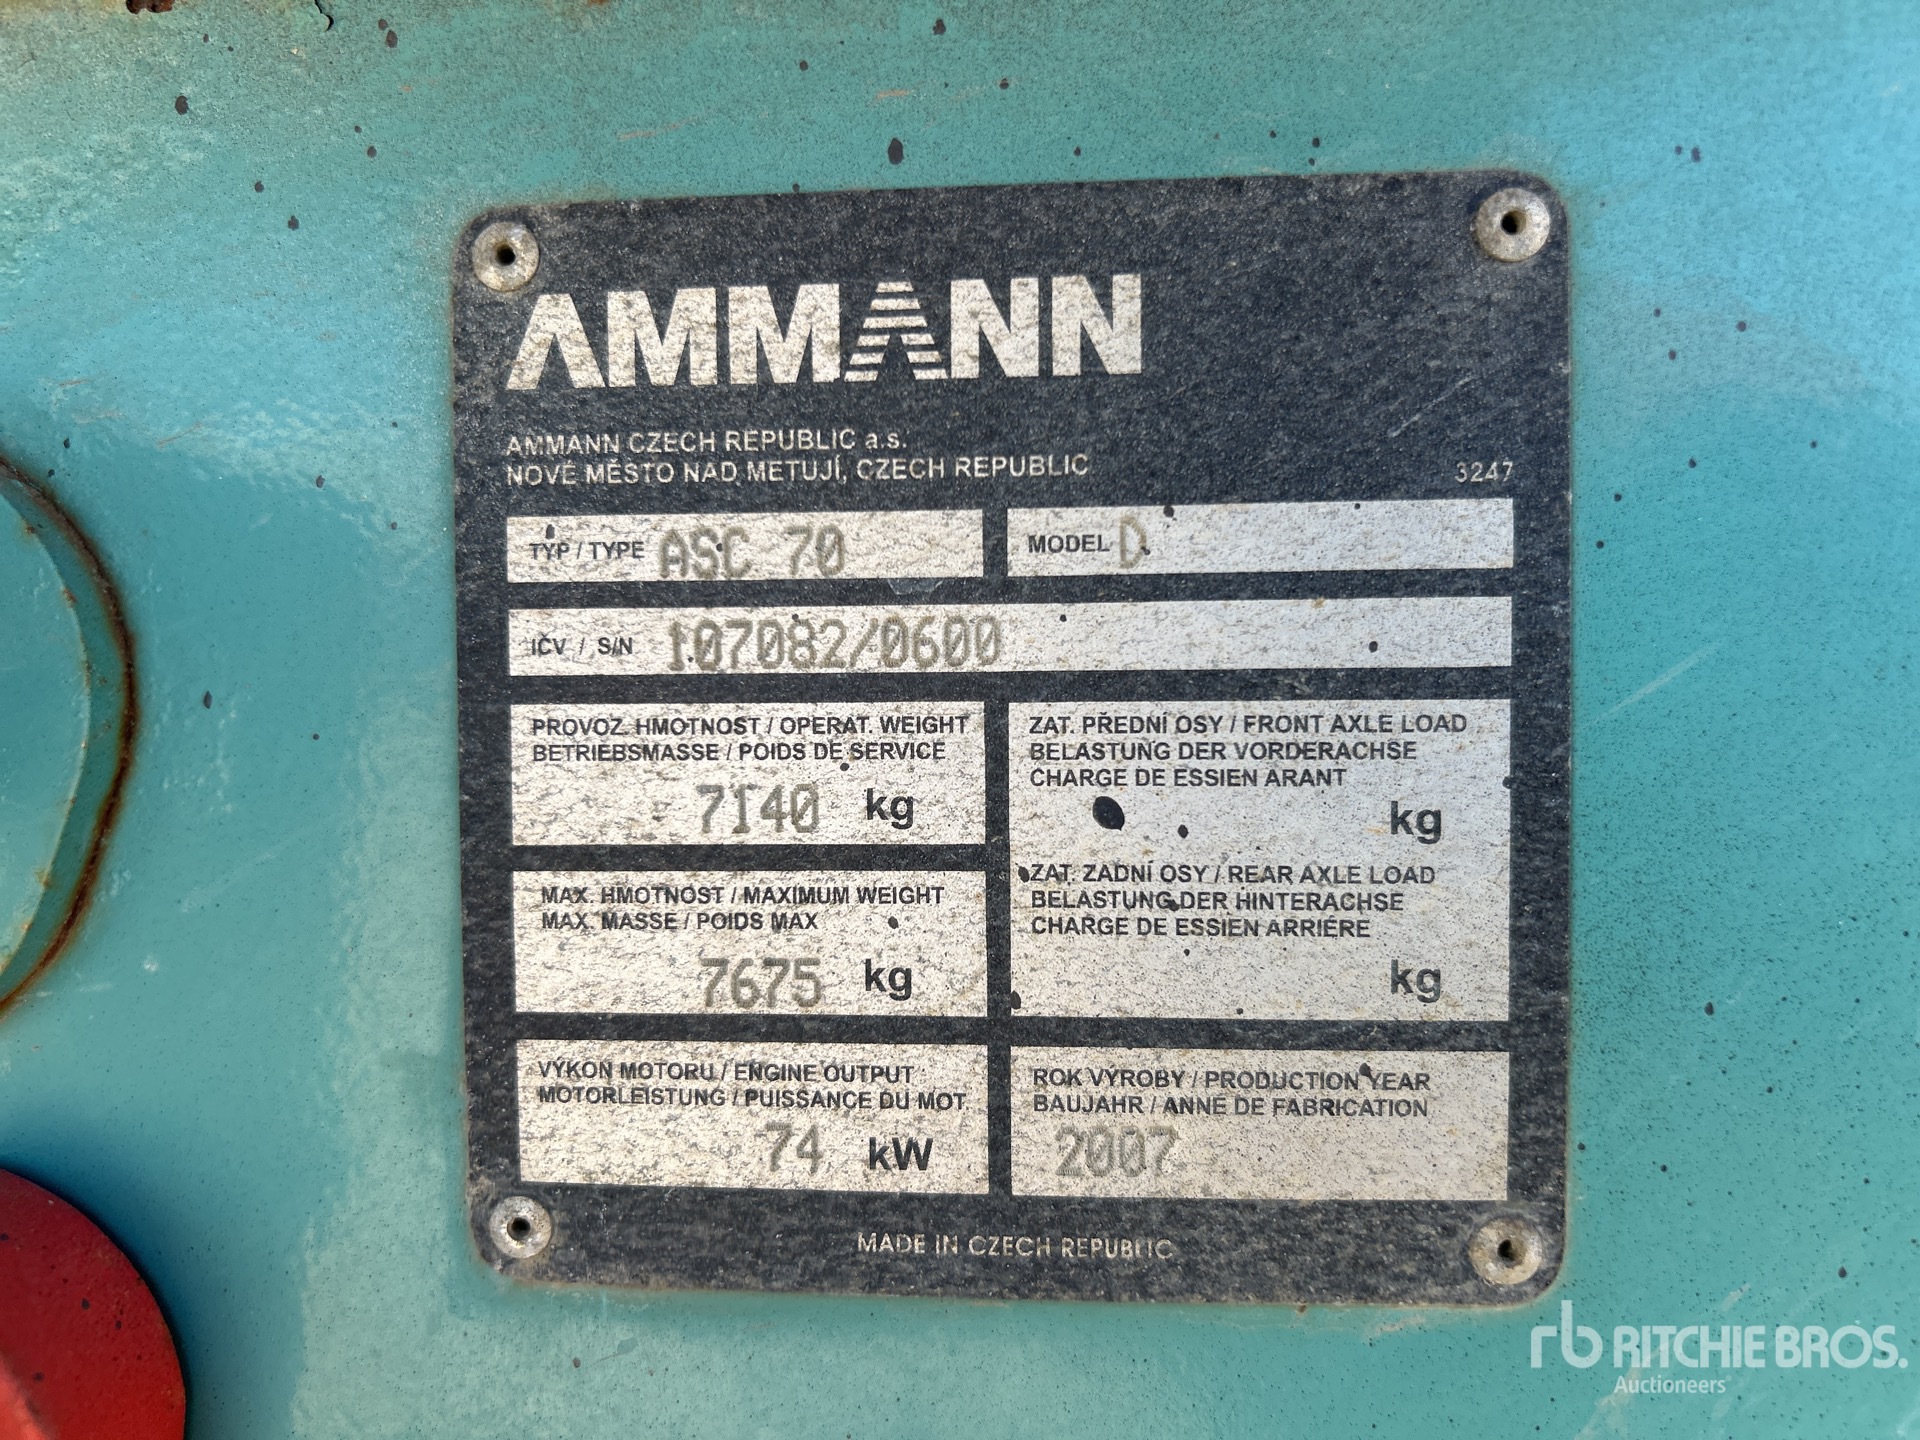 AMMANN
AMMANN CZECH REPUBLIC a.s.
NOVÉ MĚSTO NAD METUJÍ, CZECH REPUBLIC
3247
TYP / TYPE ASC 70
MODEL D
IČV / S/N 107082/0600
PROVOZ. HMOTNOST / OPERAT. WEIGHT
BETRIEBSMASSE / POIDS DE SERVICE
7140 kg
ZAT. PŘEDNÍ OSY / FRONT AXLE LOAD
BELASTUNG DER VORDERACHSE
CHARGE DE ESSIEN ARANT
kg
MAX. HMOTNOST / MAXIMUM WEIGHT
MAX. MASSE / POIDS MAX
7675 kg
ZAT. ZADNÍ OSY / REAR AXLE LOAD
BELASTUNG DER HINTERACHSE
CHARGE DE ESSIEN ARRIÉRE
kg
VÝKON MOTORU / ENGINE OUTPUT
MOTORLEISTUNG / PUISSANCE DU MOT.
74 kW
ROK VÝROBY / PRODUCTION YEAR
BAUJAHR / ANNÉ DE FABRICATION
2007
MADE IN CZECH REPUBLIC
rb RITCHIE BROS.
Auctioneers